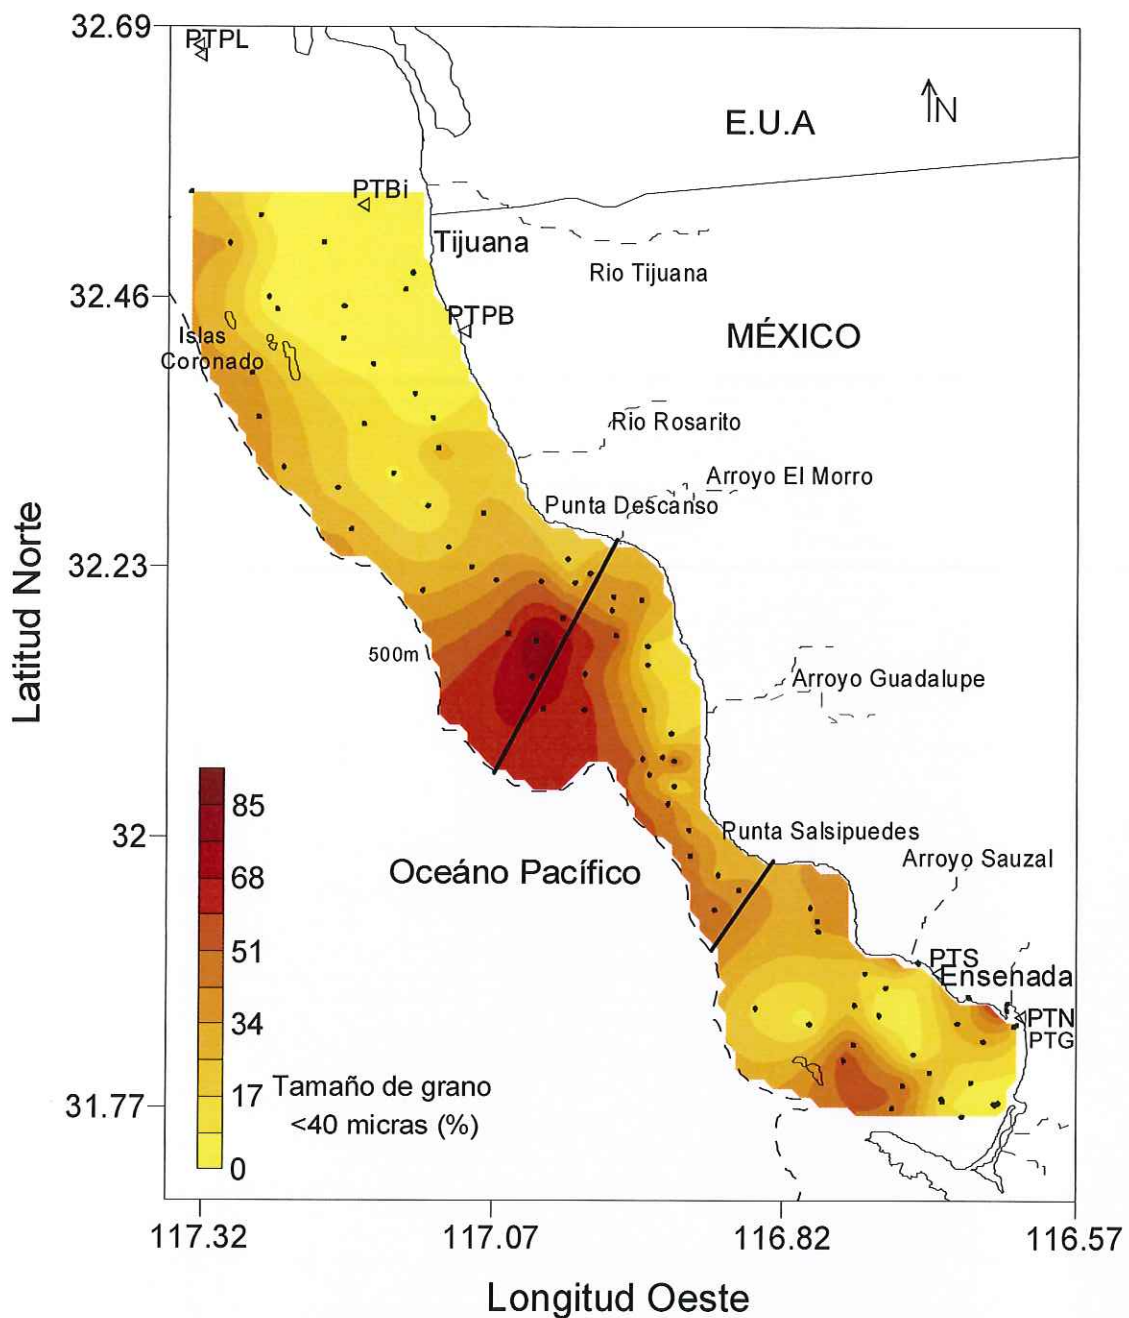 32.69
PTPL
N
E.U.A
PTBi
Tijuana
Rio Tijuana
32.46
PTPB
MÉXICO
Islas
Coronado
Rio Rosarito
Arroyo El Morro
Punta Descanso
Latitud Norte
32.23
500m
Arroyo Guadalupe
85
32
Punta Salsipuedes
Arroyo Sauzal
Oceáno Pacífico
68
51
PTS
Ensenada
34
PTN
PTG
17
Tamaño de grano
<40 micras (%)
31.77
0
117.32
117.07
116.82
116.57
Longitud Oeste